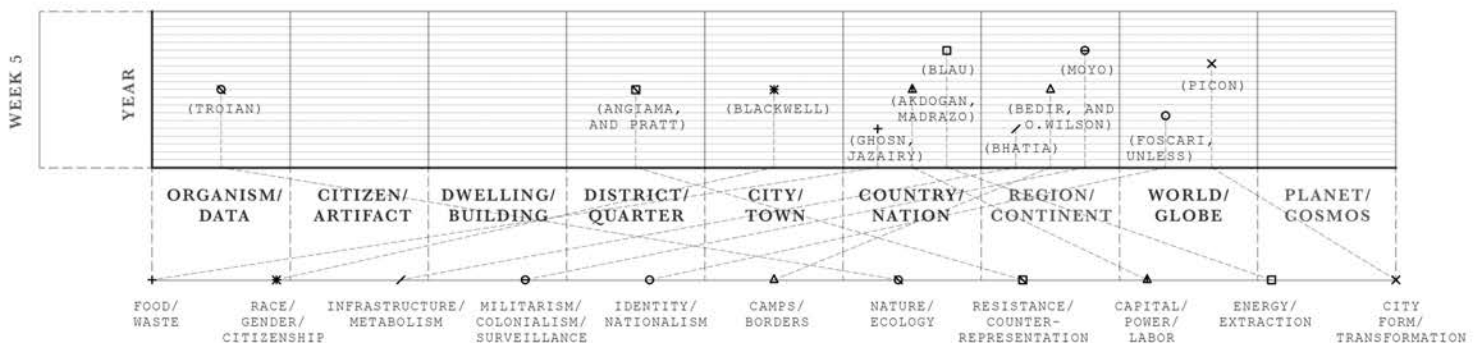 WEEK 5
YEAR
(TROIAN)
(ANGIAMA,
AND PRATT)
(BLACKWELL)
(GHOSN,
JAZAIRY)
(AKDOGAN,
MADRAZO)
(BLAU)
(BHATIA)
(BEDIR, AND
O.WILSON)
(MOYO)
(FOSCARI,
UNLESS)
(PICON)
ORGANISM/
DATA
CITIZEN/
ARTIFACT
DWELLING/
BUILDING
DISTRICT/
QUARTER
CITY/
TOWN
COUNTRY/
NATION
REGION/
CONTINENT
WORLD/
GLOBE
PLANET/
COSMOS
FOOD/
WASTE
RACE/
GENDER/
CITIZENSHIP
INFRASTRUCTURE/
METABOLISM
MILITARISM/
COLONIALISM/
SURVEILLANCE
IDENTITY/
NATIONALISM
CAMPS/
BORDERS
NATURE/
ECOLOGY
RESISTANCE/
COUNTER-
REPRESENTATION
CAPITAL/
POWER/
LABOR
ENERGY/
EXTRACTION
CITY
FORM/
TRANSFORMATION